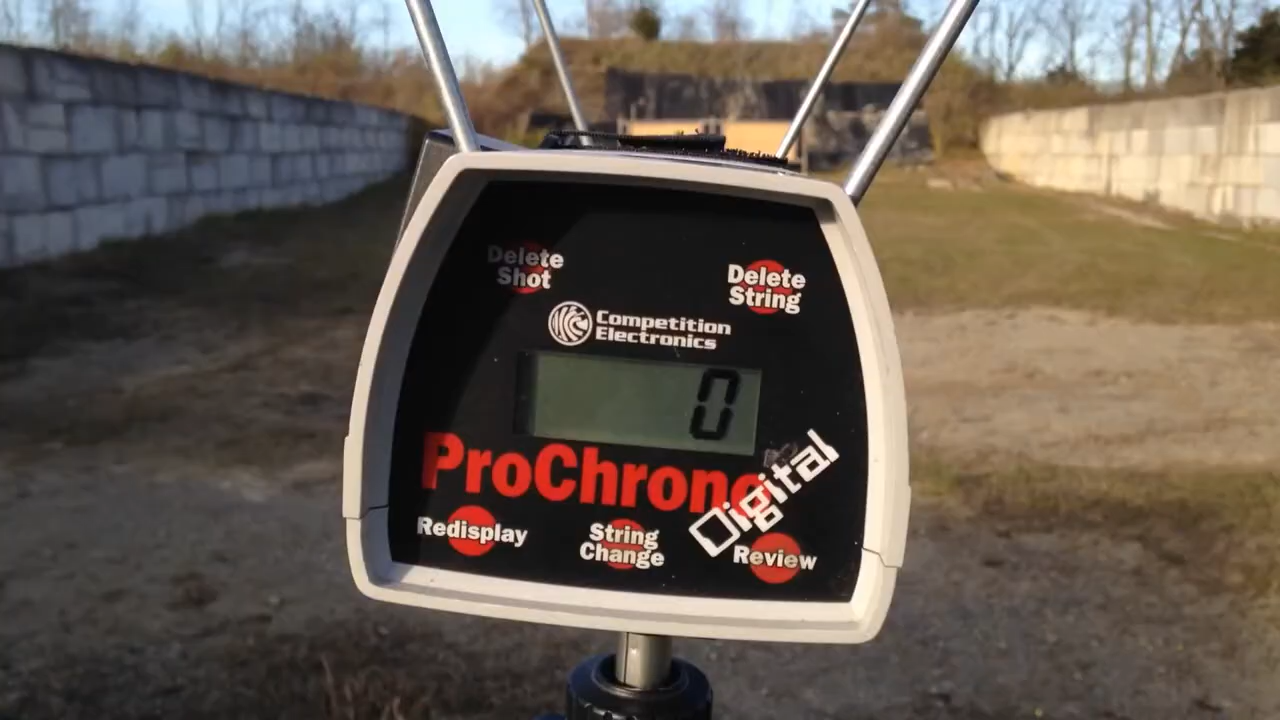 Delete
Shot
Delete
String
Competition
Electronics
0
ProChrono
Digital
Redisplay
String
Change
Review